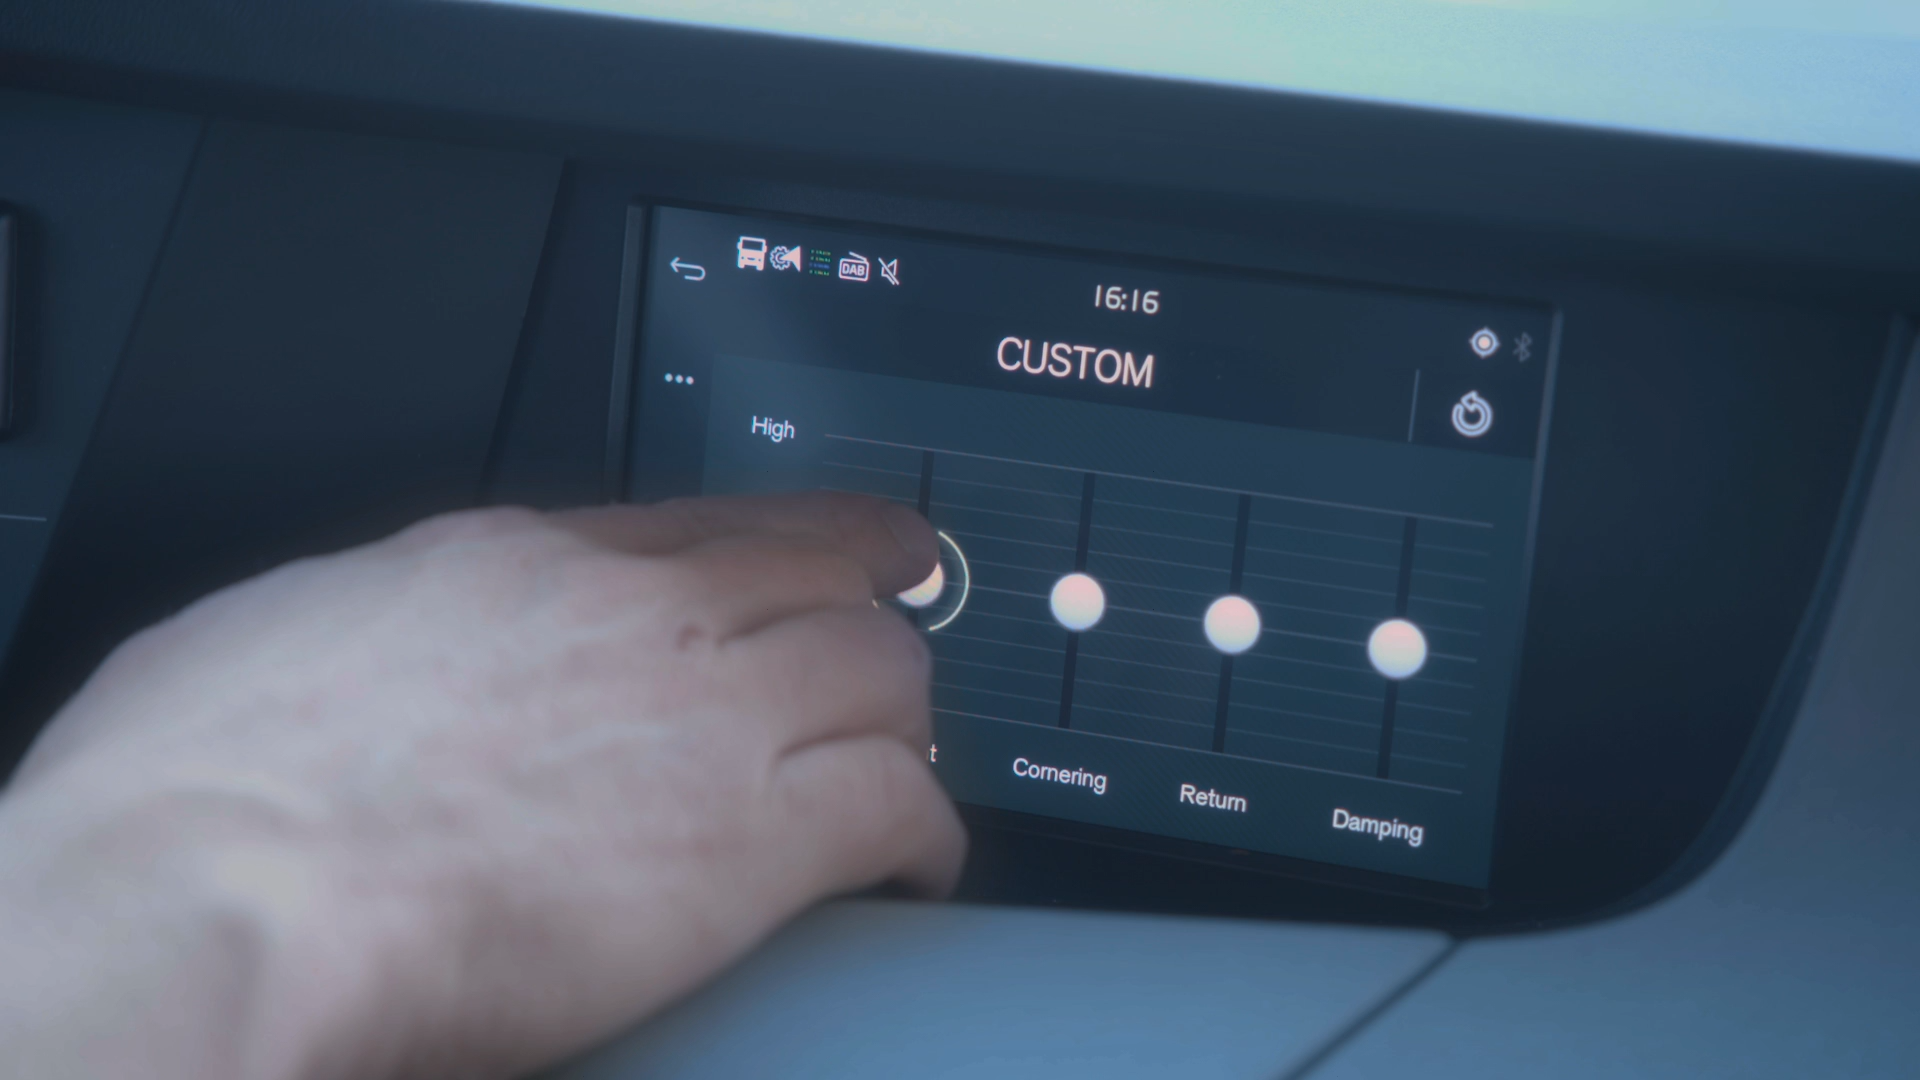 DAB
16:16
CUSTOM
High
Cornering
Return
Damping